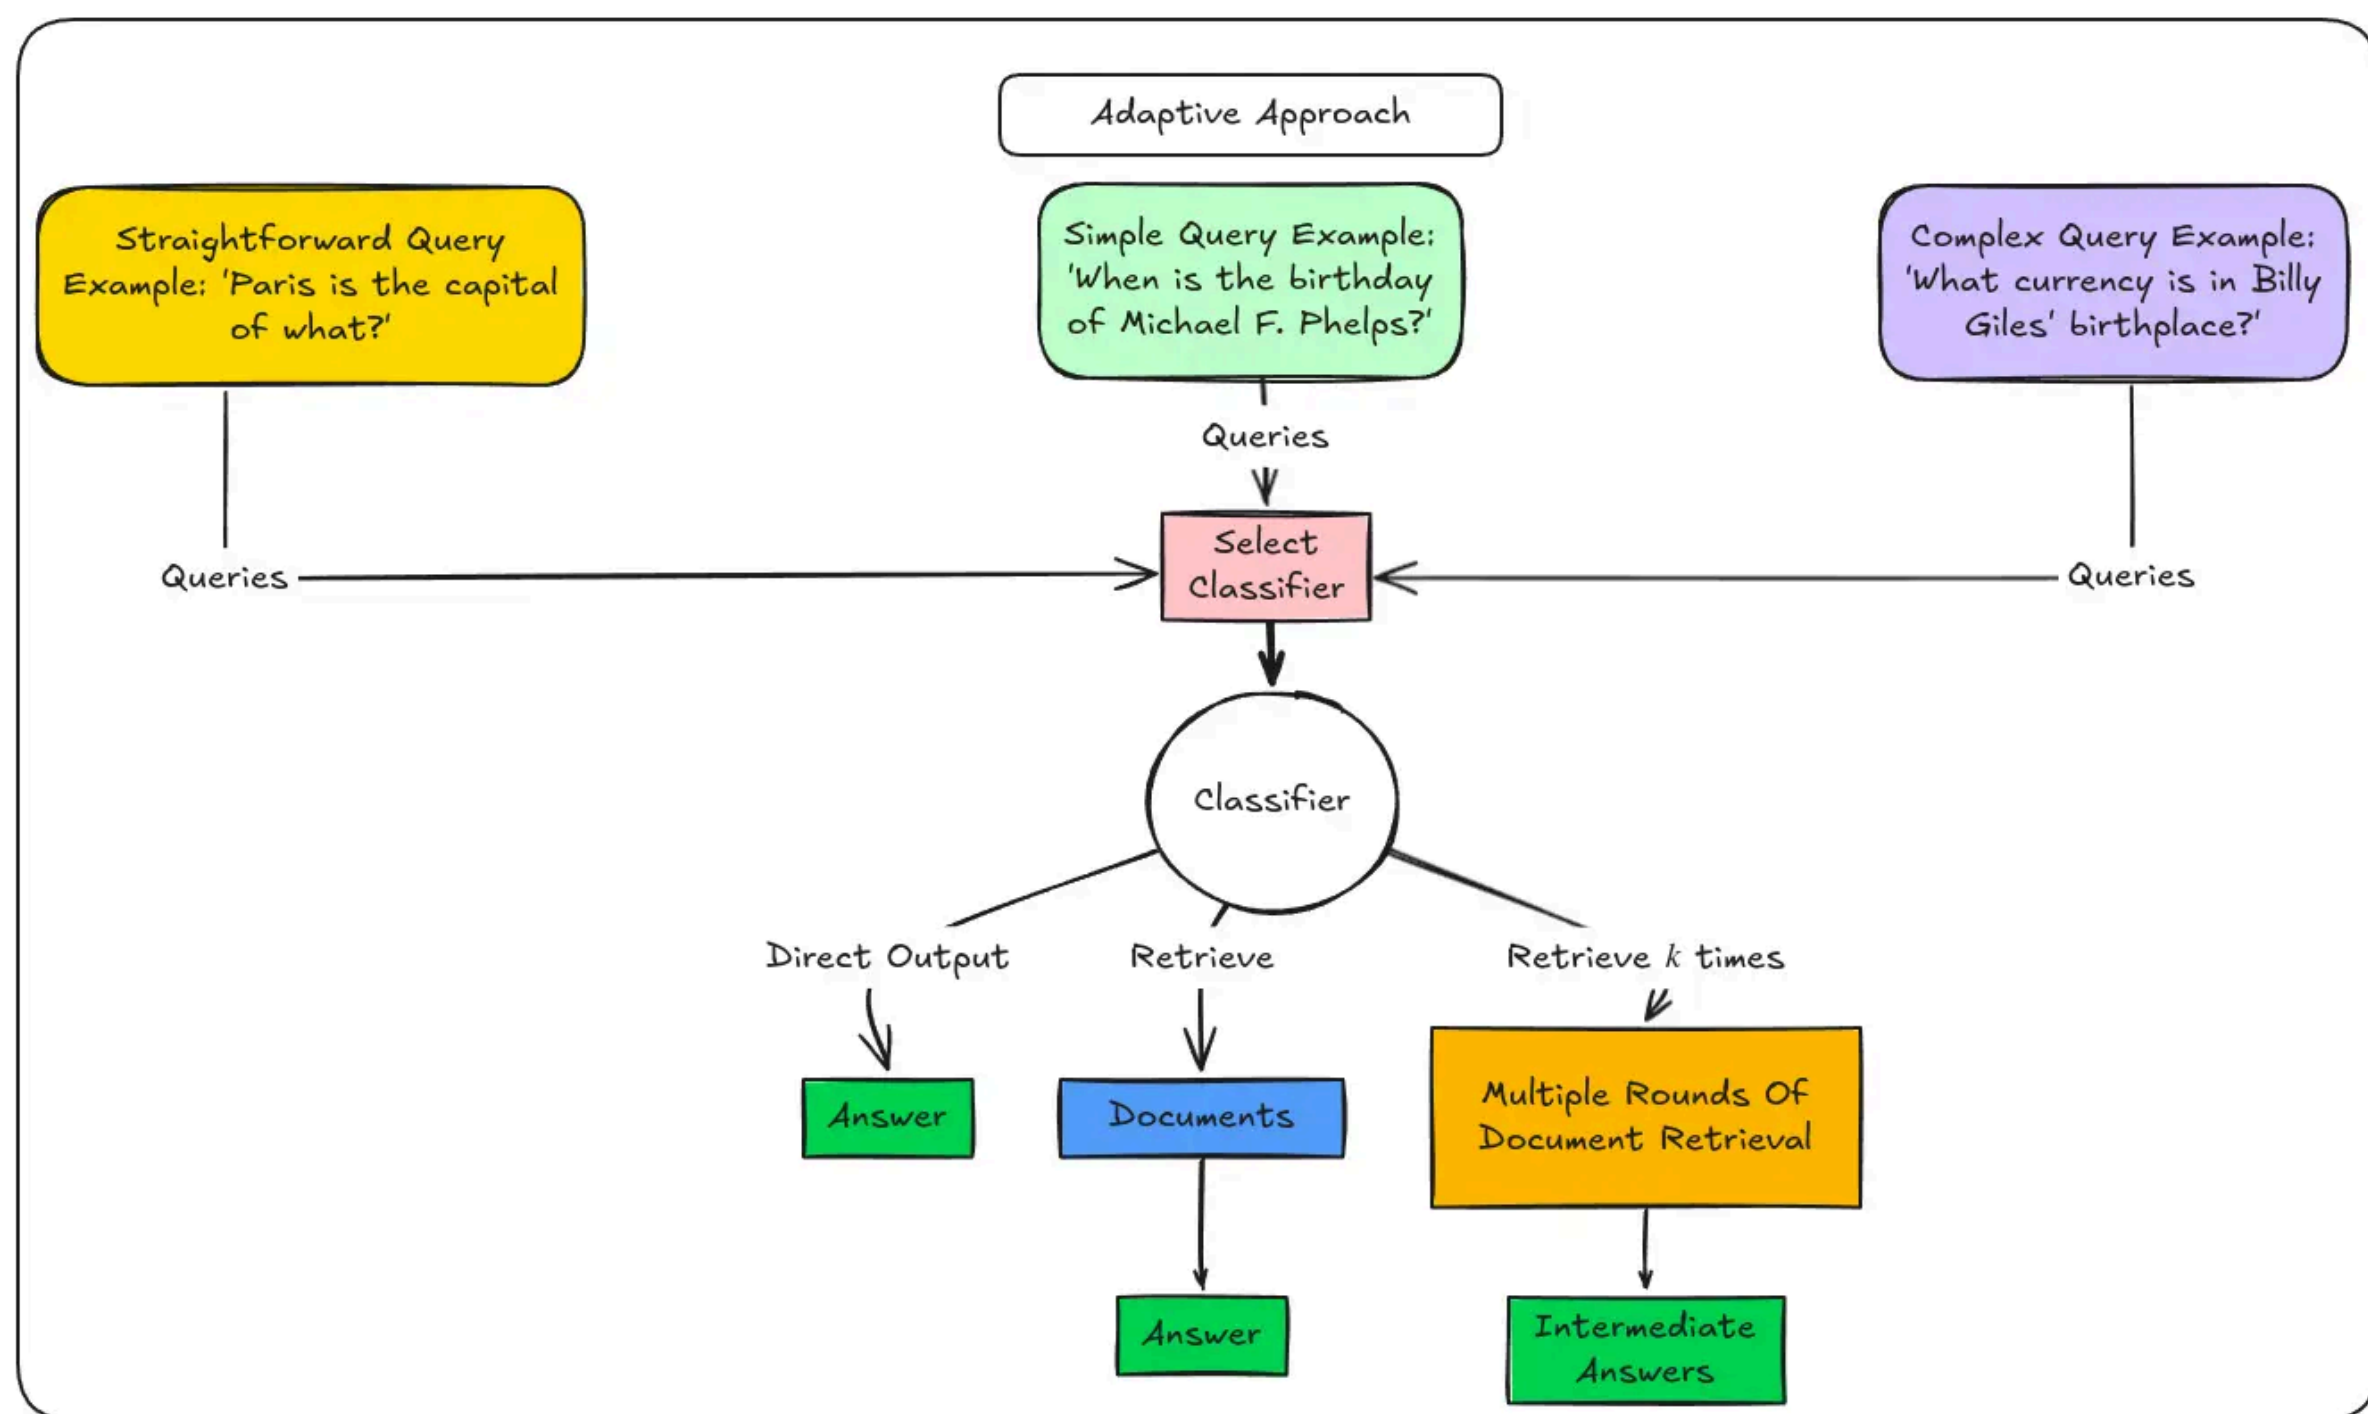 Adaptive Approach
Straightforward Query
Example: 'Paris is the capital
of what?'
Simple Query Example:
'When is the birthday
of Michael F. Phelps?'
Complex Query Example:
'What currency is in Billy
Giles' birthplace?'
Queries
Queries
Queries
Select
Classifier
Classifier
Direct Output
Retrieve
Retrieve k times
Answer
Documents
Multiple Rounds Of
Document Retrieval
Answer
Intermediate
Answers